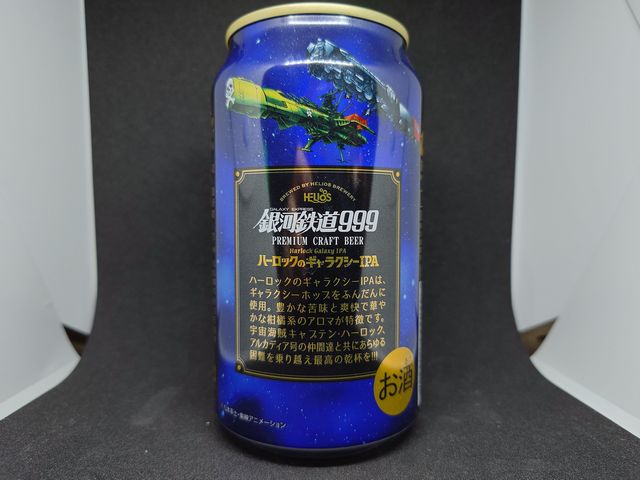 BREWED BY HELIOS BREWERY
HELIOS
GALAXY EXPRESS
銀河鉄道999
PREMIUM CRAFT BEER
Harlock Galaxy IPA
ハーロックのギャラクシーIPA
ハーロックのギャラクシーIPAは、
ギャラクシーホップをふんだんに
使用。豊かな苦味と爽快で華や
かな柑橘系のアロマが特徴です。
宇宙海賊キャプテン・ハーロック、
アルカディア号の仲間達と共にあらゆる
困難を乗り越え最高の乾杯を!!!
お酒
アニメーション